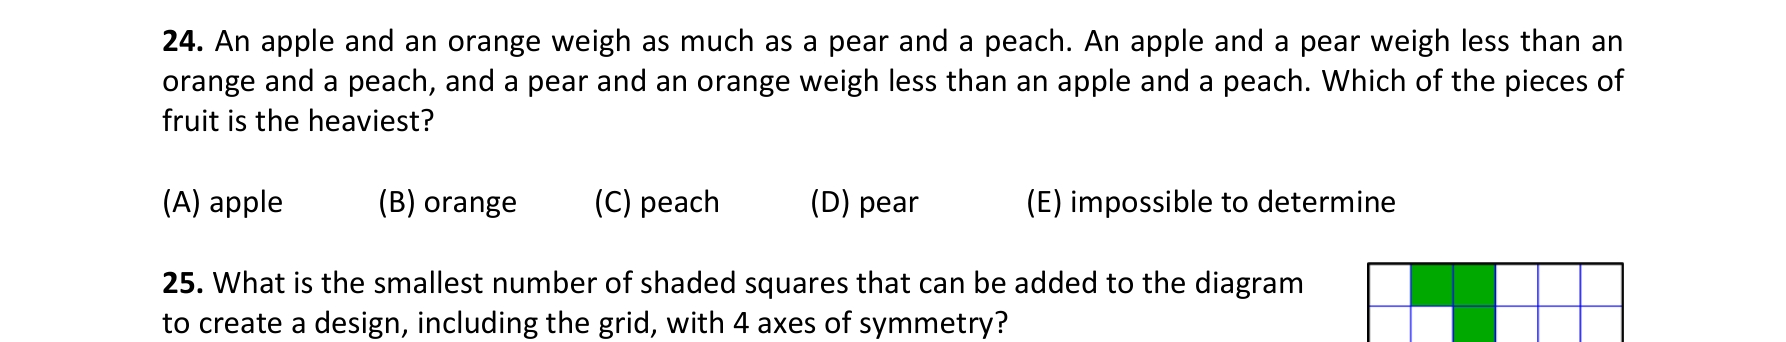 24. An apple and an orange weigh as much as a pear and a peach. An apple and a pear weigh less than an
orange and a peach, and a pear and an orange weigh less than an apple and a peach. Which of the pieces of
fruit is the heaviest?
(A) apple (B) orange (C) peach (D) pear (E) impossible to determine
25. What is the smallest number of shaded squares that can be added to the diagram
to create a design, including the grid, with 4 axes of symmetry?